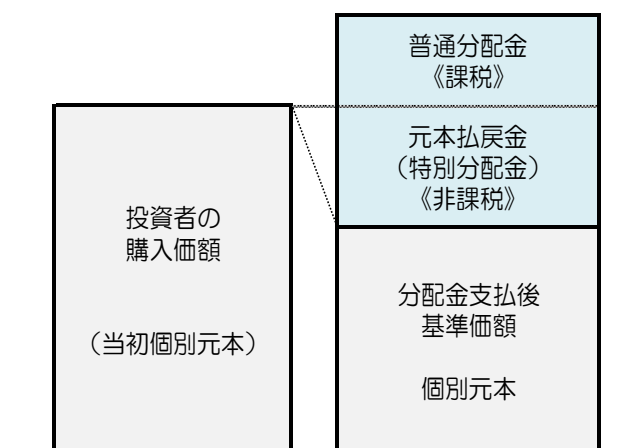 普通分配金
《課税》
元本払戻金
（特別分配金）
《非課税》
投資者の
購入価額
（当初個別元本）
分配金支払後
基準価額
個別元本